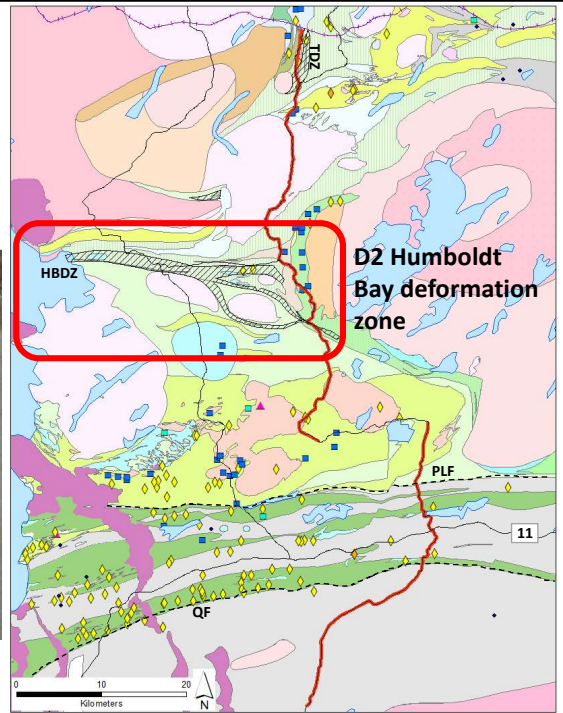 TDZ
HBDZ
D2 Humboldt
Bay deformation
zone
PLF
11
QF
0 10 20
Kilometers
N